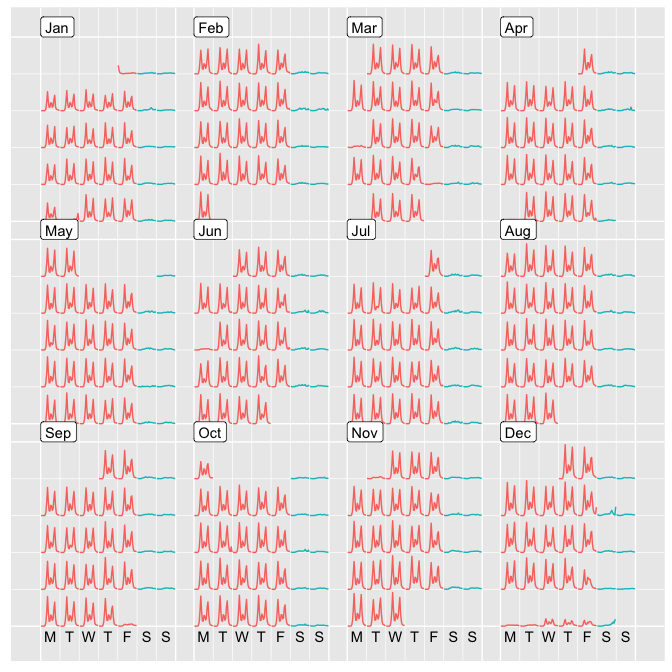 Jan Feb Mar Apr
May Jun Jul Aug
Sep Oct Nov Dec
M T W T F S S M T W T F S S M T W T F S S M T W T F S S